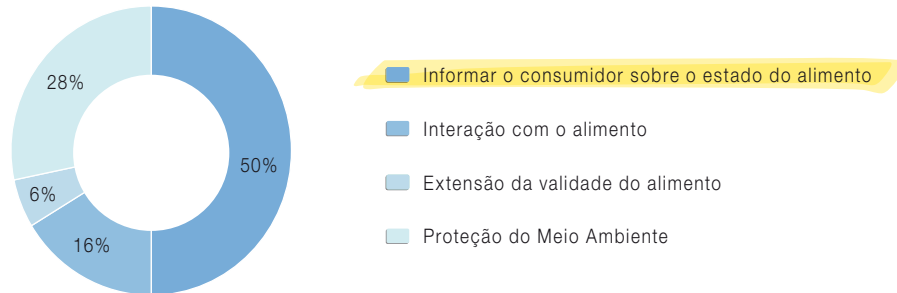 28%
50%
6%
16%
Informar o consumidor sobre o estado do alimento
Interação com o alimento
Extensão da validade do alimento
Proteção do Meio Ambiente